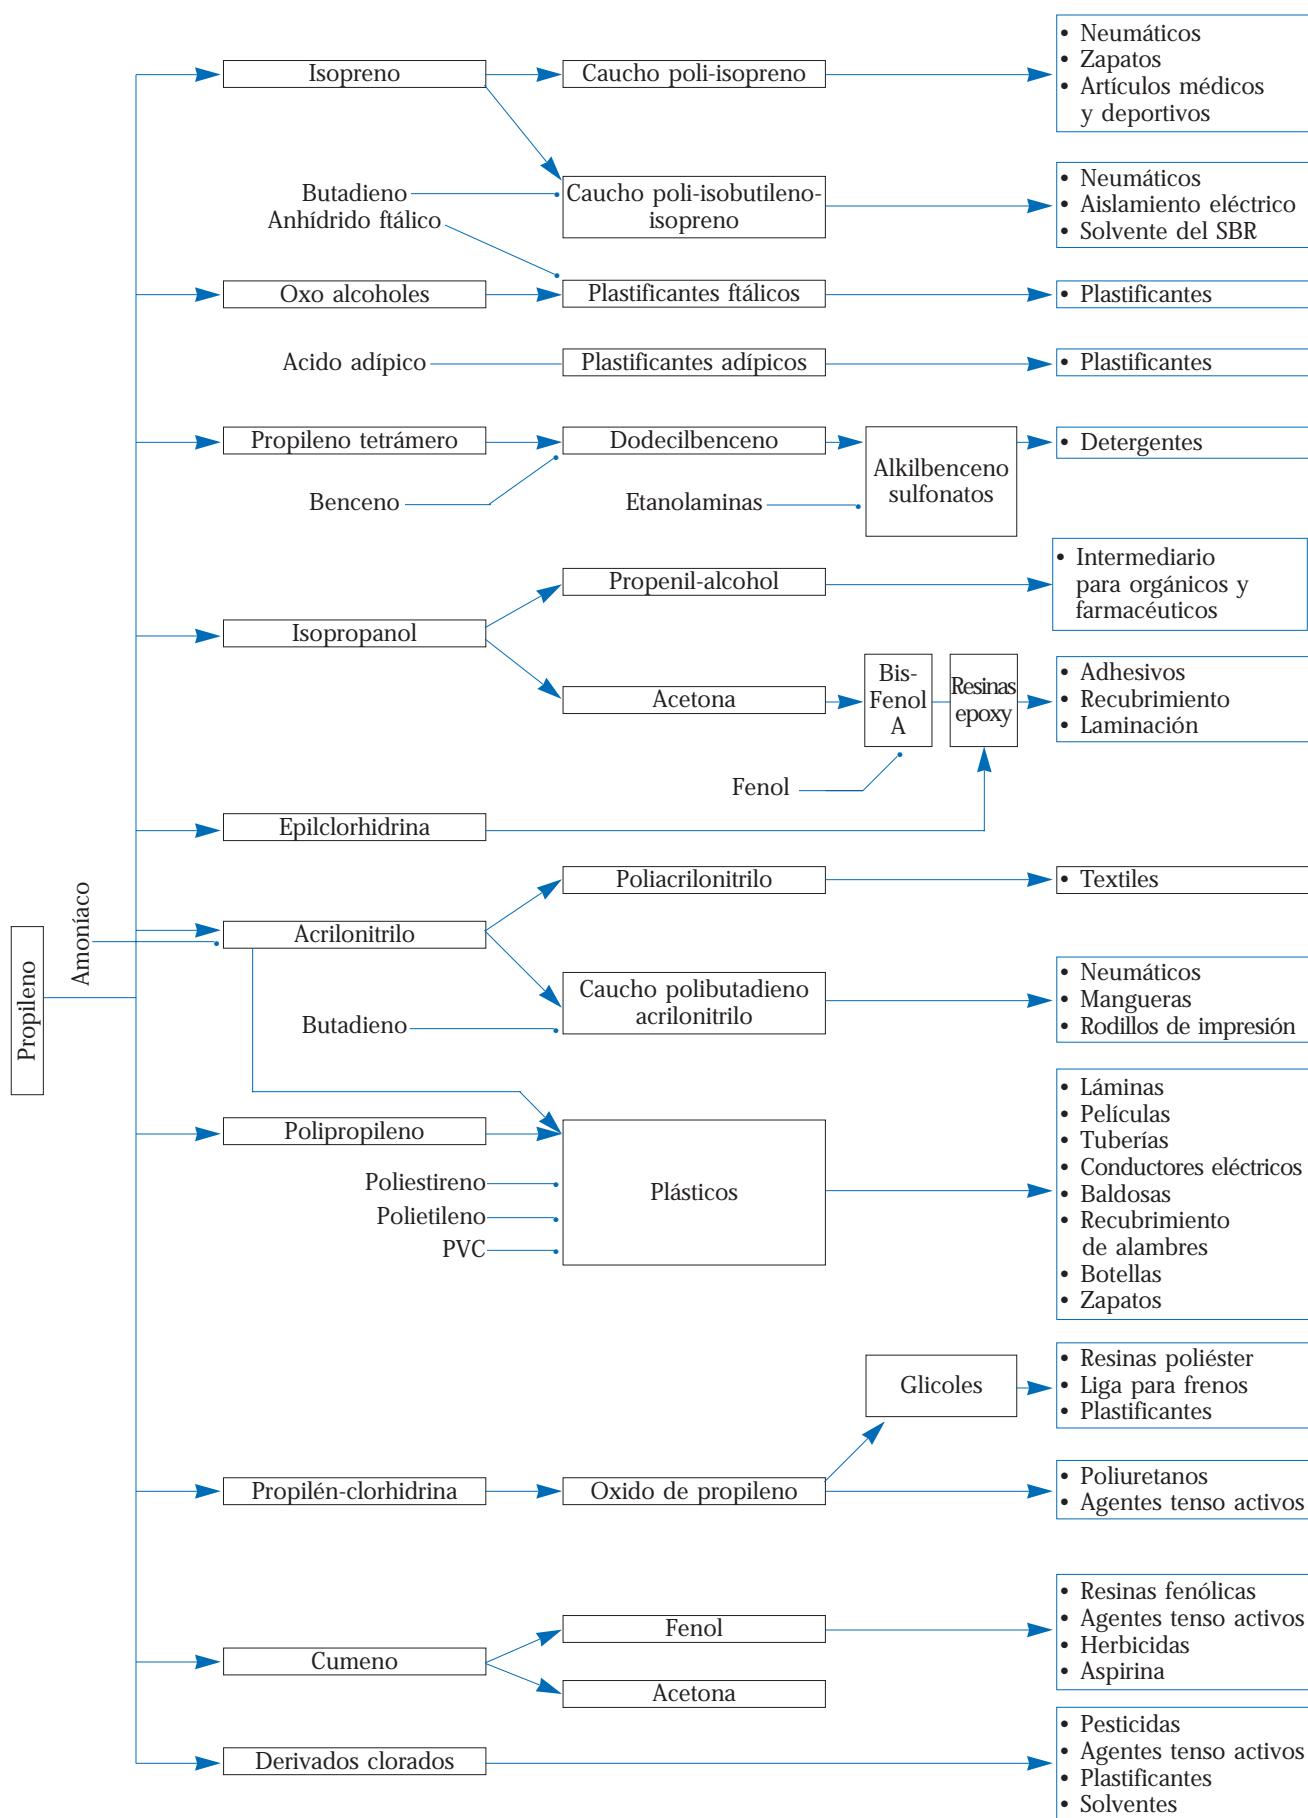 Isopreno
Caucho poli-isopreno
• Neumáticos
• Zapatos
• Artículos médicos
y deportivos
Butadieno
Caucho poli-isobutileno-
isopreno
• Neumáticos
• Aislamiento eléctrico
• Solvente del SBR
Anhídrido ftálico
Oxo alcoholes
Plastificantes ftálicos
• Plastificantes
Acido adípico
Plastificantes adípicos
• Plastificantes
Propileno tetrámero
Dodecilbenceno
Alkilbenceno
sulfonatos
• Detergentes
Benceno
Etanolaminas
Isopropanol
Propenil-alcohol
• Intermediario
para orgánicos y
farmacéuticos
Acetona
Bis-
Fenol
A
Resinas
epoxy
• Adhesivos
• Recubrimiento
• Laminación
Fenol
Epilclorhidrina
Propileno
Amoníaco
Acrilonitrilo
Poliacrilonitrilo
• Textiles
Caucho polibutadieno
acrilonitrilo
Butadieno
• Neumáticos
• Mangueras
• Rodillos de impresión
Polipropileno
Poliestireno
Polietileno
PVC
Plásticos
• Láminas
• Películas
• Tuberías
• Conductores eléctricos
• Baldosas
• Recubrimiento
de alambres
• Botellas
• Zapatos
Glicoles
• Resinas poliéster
• Liga para frenos
• Plastificantes
Propilén-clorhidrina
Oxido de propileno
• Poliuretanos
• Agentes tenso activos
Cumeno
Fenol
• Resinas fenólicas
• Agentes tenso activos
• Herbicidas
• Aspirina
Acetona
Derivados clorados
• Pesticidas
• Agentes tenso activos
• Plastificantes
• Solventes